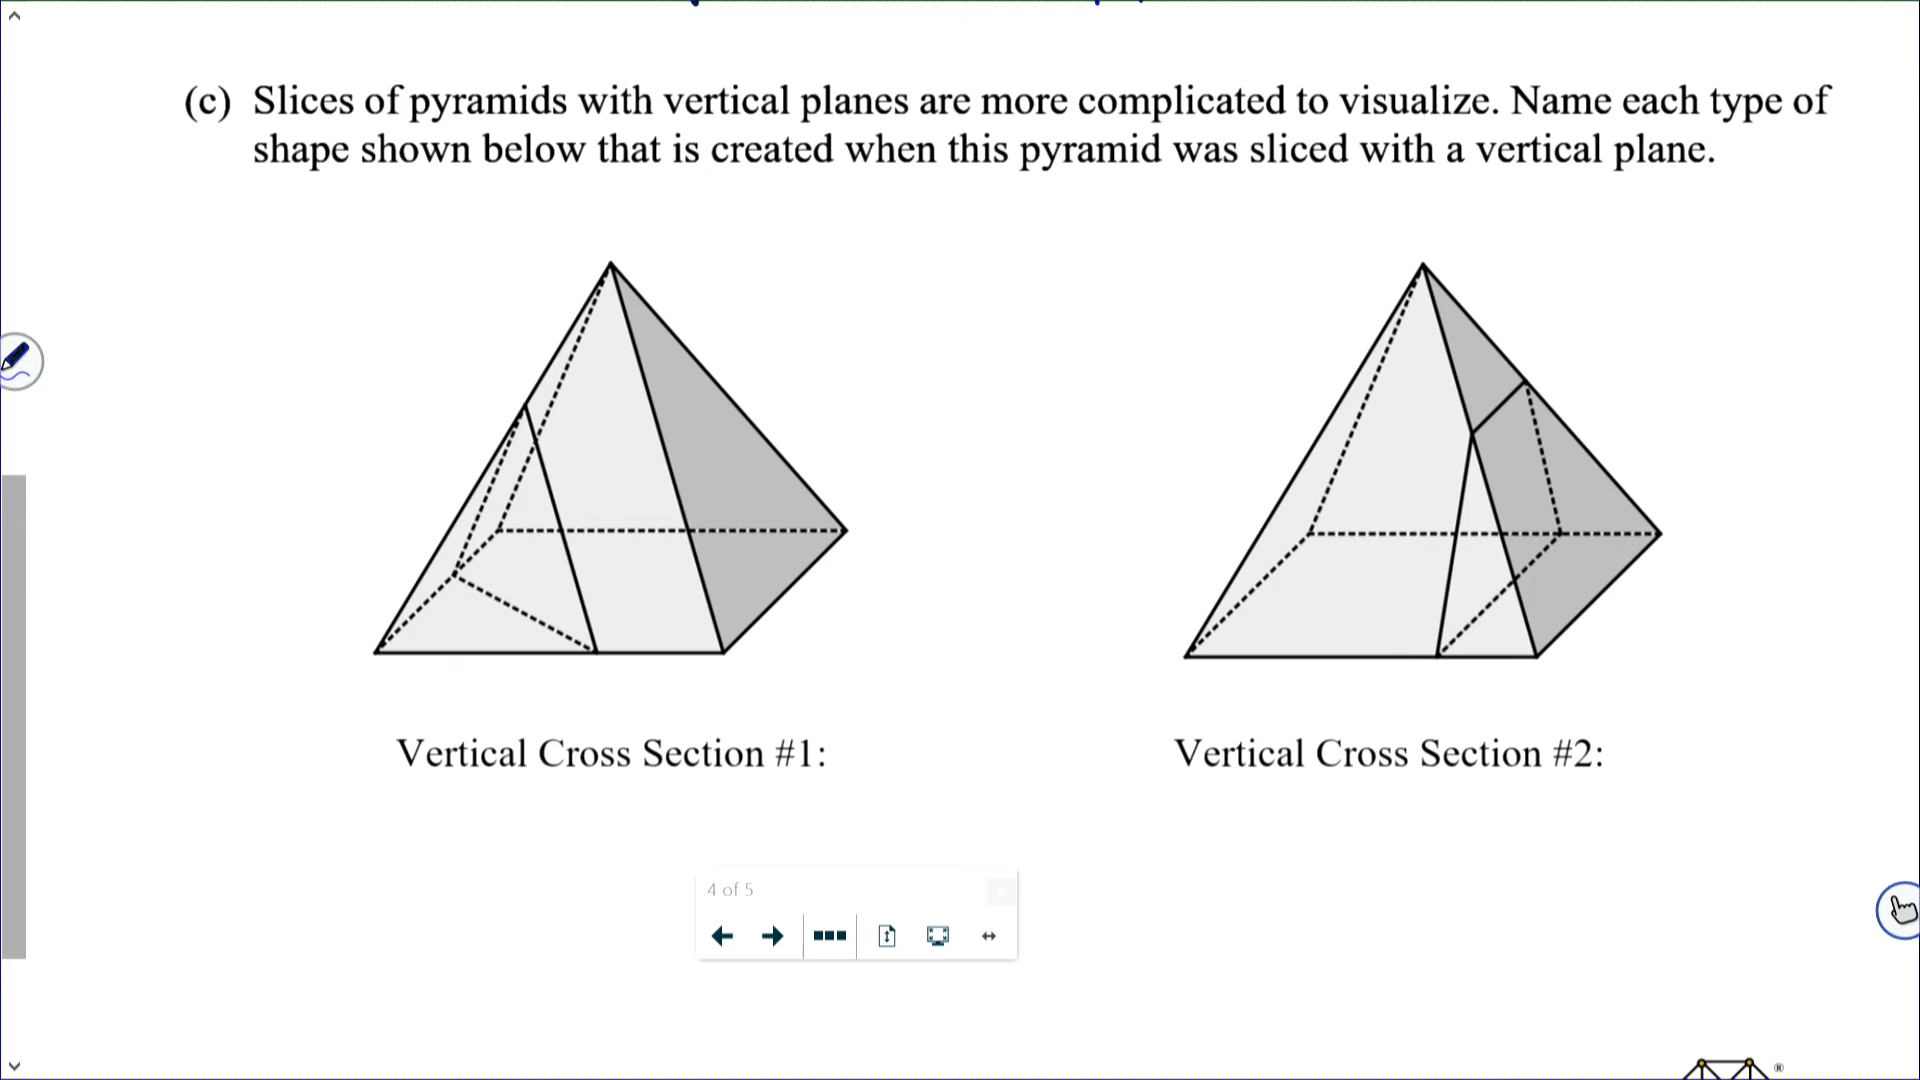 (c) Slices of pyramids with vertical planes are more complicated to visualize. Name each type of
shape shown below that is created when this pyramid was sliced with a vertical plane.
Vertical Cross Section #1:
Vertical Cross Section #2:
4 of 5
®